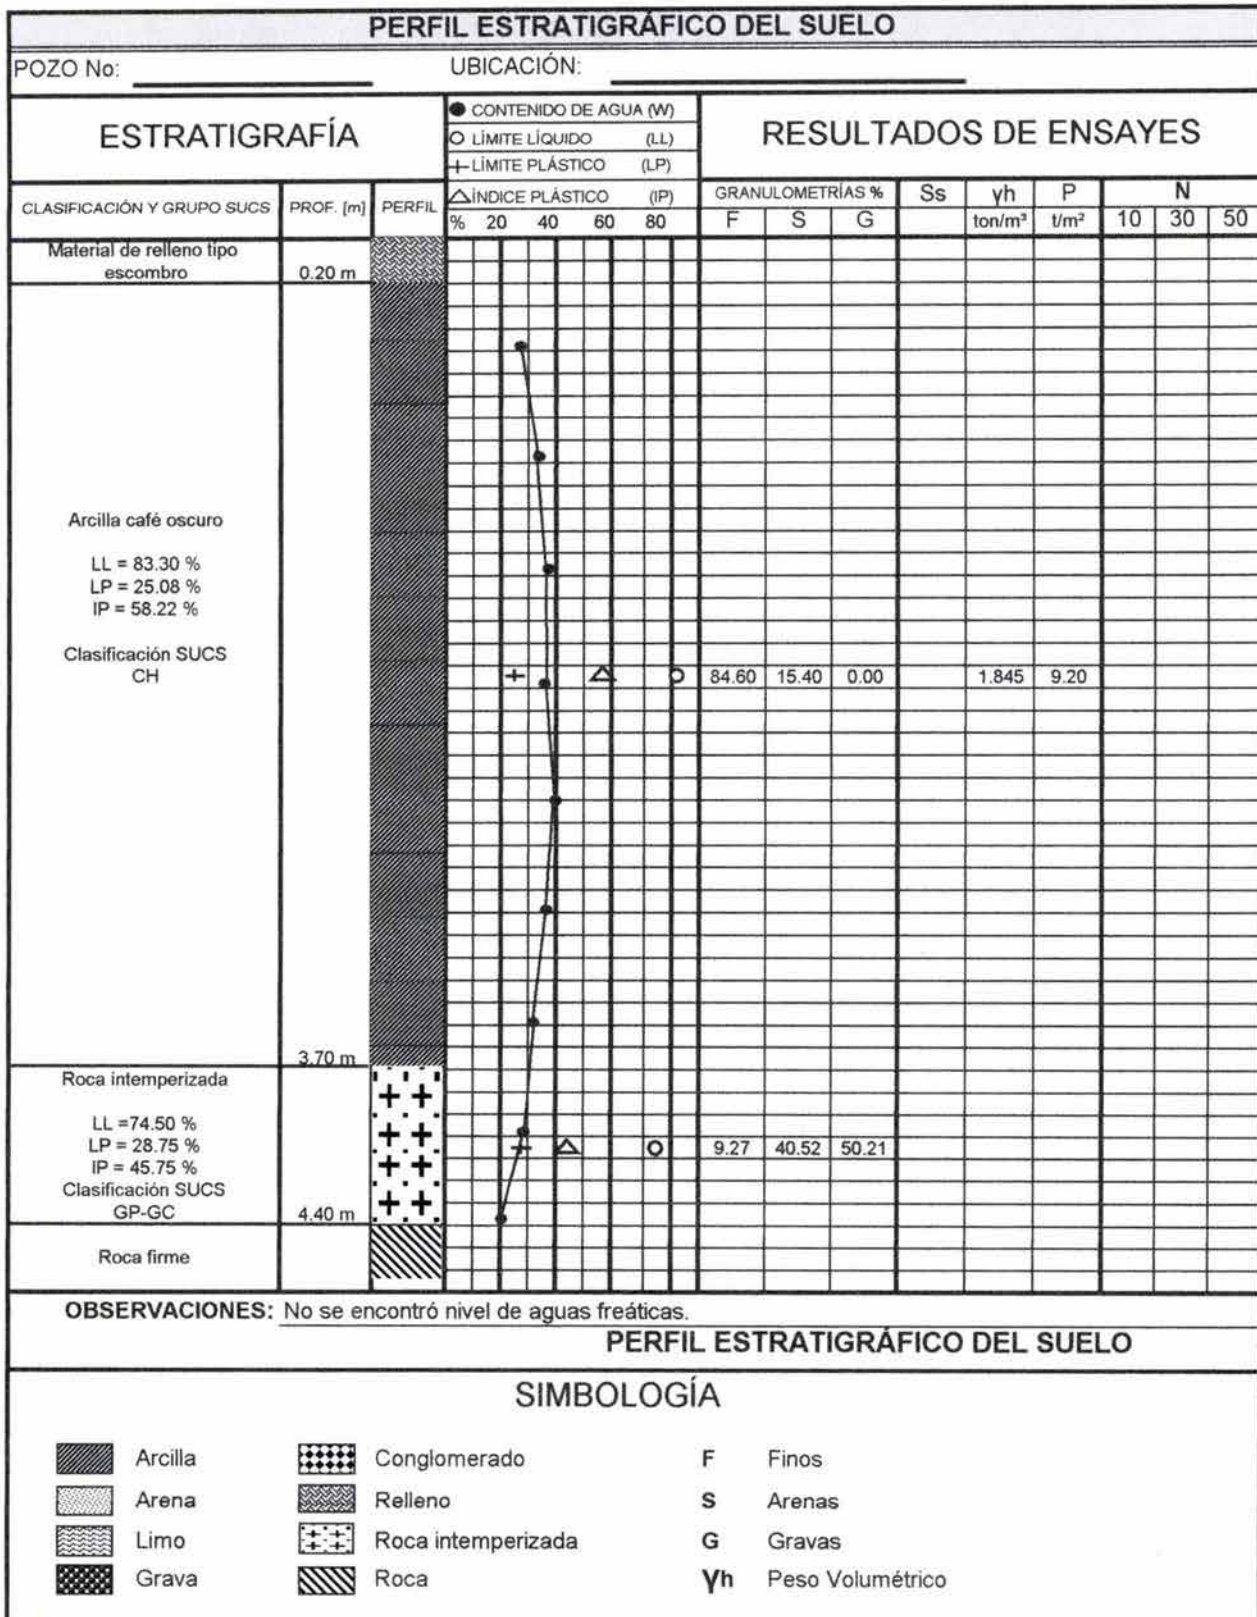 PERFIL ESTRATIGRÁFICO DEL SUELO
POZO No:
UBICACIÓN:
ESTRATIGRAFÍA
CONTENIDO DE AGUA (W)
LÍMITE LÍQUIDO (LL)
LÍMITE PLÁSTICO (LP)
ÍNDICE PLÁSTICO (IP)
RESULTADOS DE ENSAYES
CLASIFICACIÓN Y GRUPO SUCS PROF. [m] PERFIL
% 20 40 60 80
GRANULOMETRÍAS % Ss γh P N
F S G ton/m³ t/m² 10 30 50
Material de relleno tipo
escombro 0.20 m
Arcilla café oscuro
LL = 83.30 %
LP = 25.08 %
IP = 58.22 %
Clasificación SUCS
CH 84.60 15.40 0.00 1.845 9.20
3.70 m
Roca intemperizada
LL =74.50 %
LP = 28.75 % 9.27 40.52 50.21
IP = 45.75 %
Clasificación SUCS
GP-GC 4.40 m
Roca firme
OBSERVACIONES: No se encontró nivel de aguas freáticas.
PERFIL ESTRATIGRÁFICO DEL SUELO
SIMBOLOGÍA
Arcilla Conglomerado F Finos
Arena Relleno S Arenas
Limo Roca intemperizada G Gravas
Grava Roca γh Peso Volumétrico